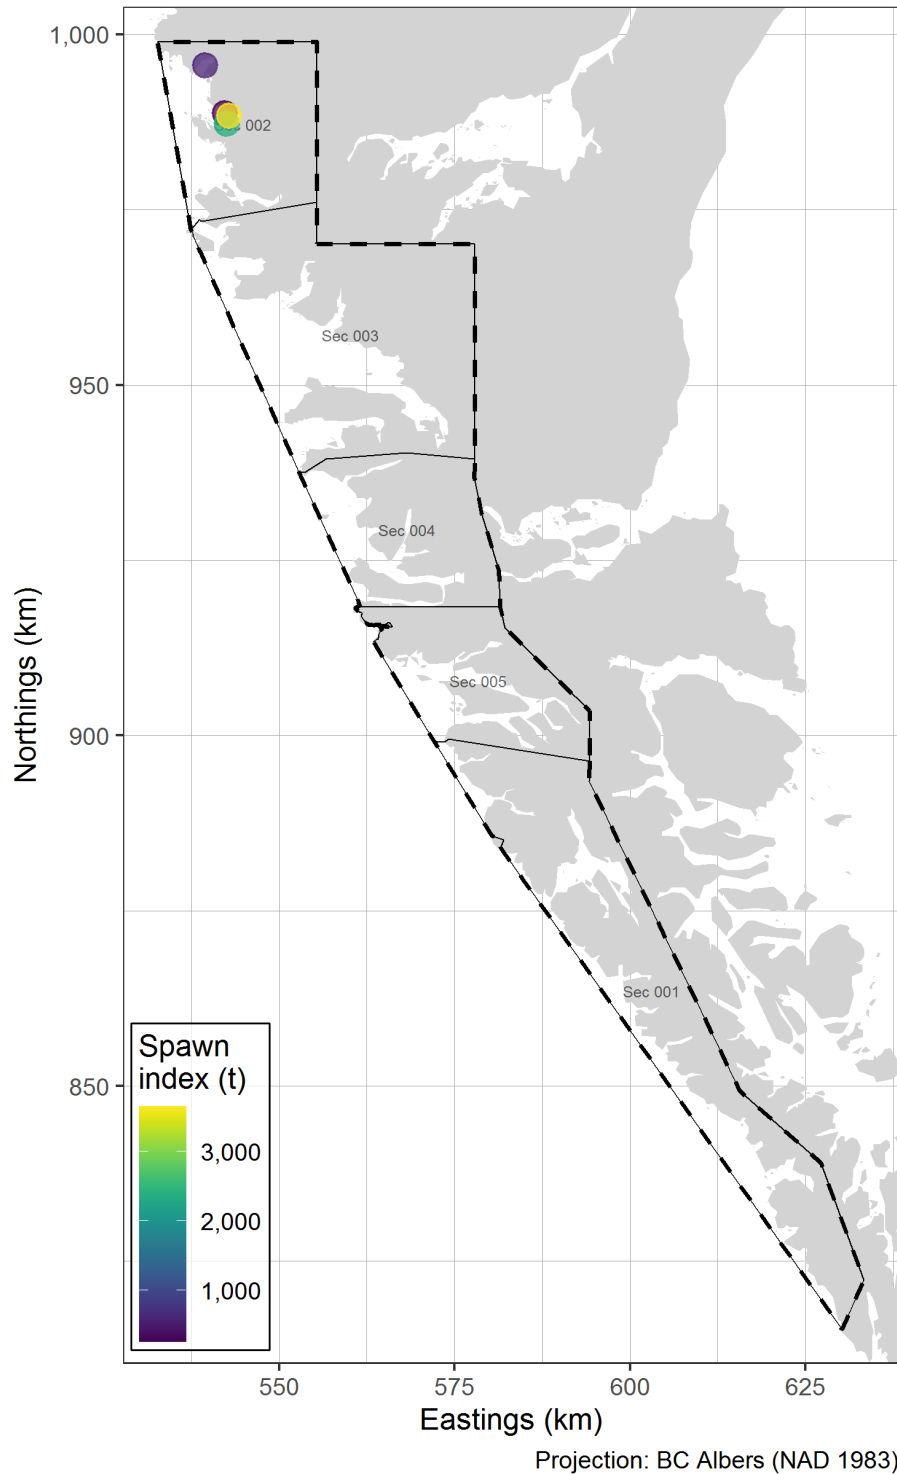 1,000
002
Sec 003
950
Sec 004
Northings (km)
Sec 005
900
Sec 001
Spawn
index (t)
850
3,000
2,000
1,000
550
575
600
625
Eastings (km)
Projection: BC Albers (NAD 1983)